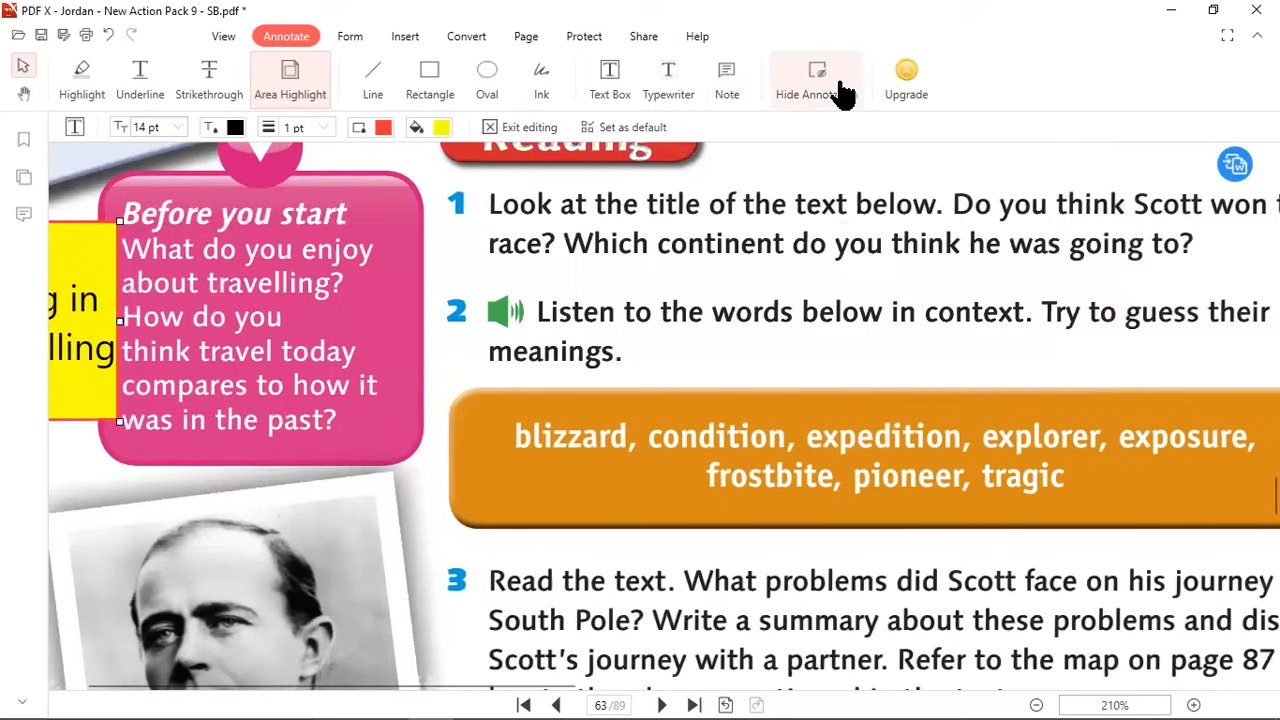 PDF X - Jordan - New Action Pack 9 - SB.pdf *
View Annotate Form Insert Convert Page Protect Share Help
Highlight Underline Strikethrough Area Highlight Line Rectangle Oval Ink Text Box Typewriter Note Hide Upgrade
14 pt 1 pt Exit editing Set as default
Reading
Before you start
What do you enjoy
about travelling?
How do you
think travel today
compares to how it
was in the past?
g in
lling
1 Look at the title of the text below. Do you think Scott won
race? Which continent do you think he was going to?
2 Listen to the words below in context. Try to guess their
meanings.
blizzard, condition, expedition, explorer, exposure,
frostbite, pioneer, tragic
3 Read the text. What problems did Scott face on his journey
South Pole? Write a summary about these problems and dis
Scott's journey with a partner. Refer to the map on page 87
63 /89
210%